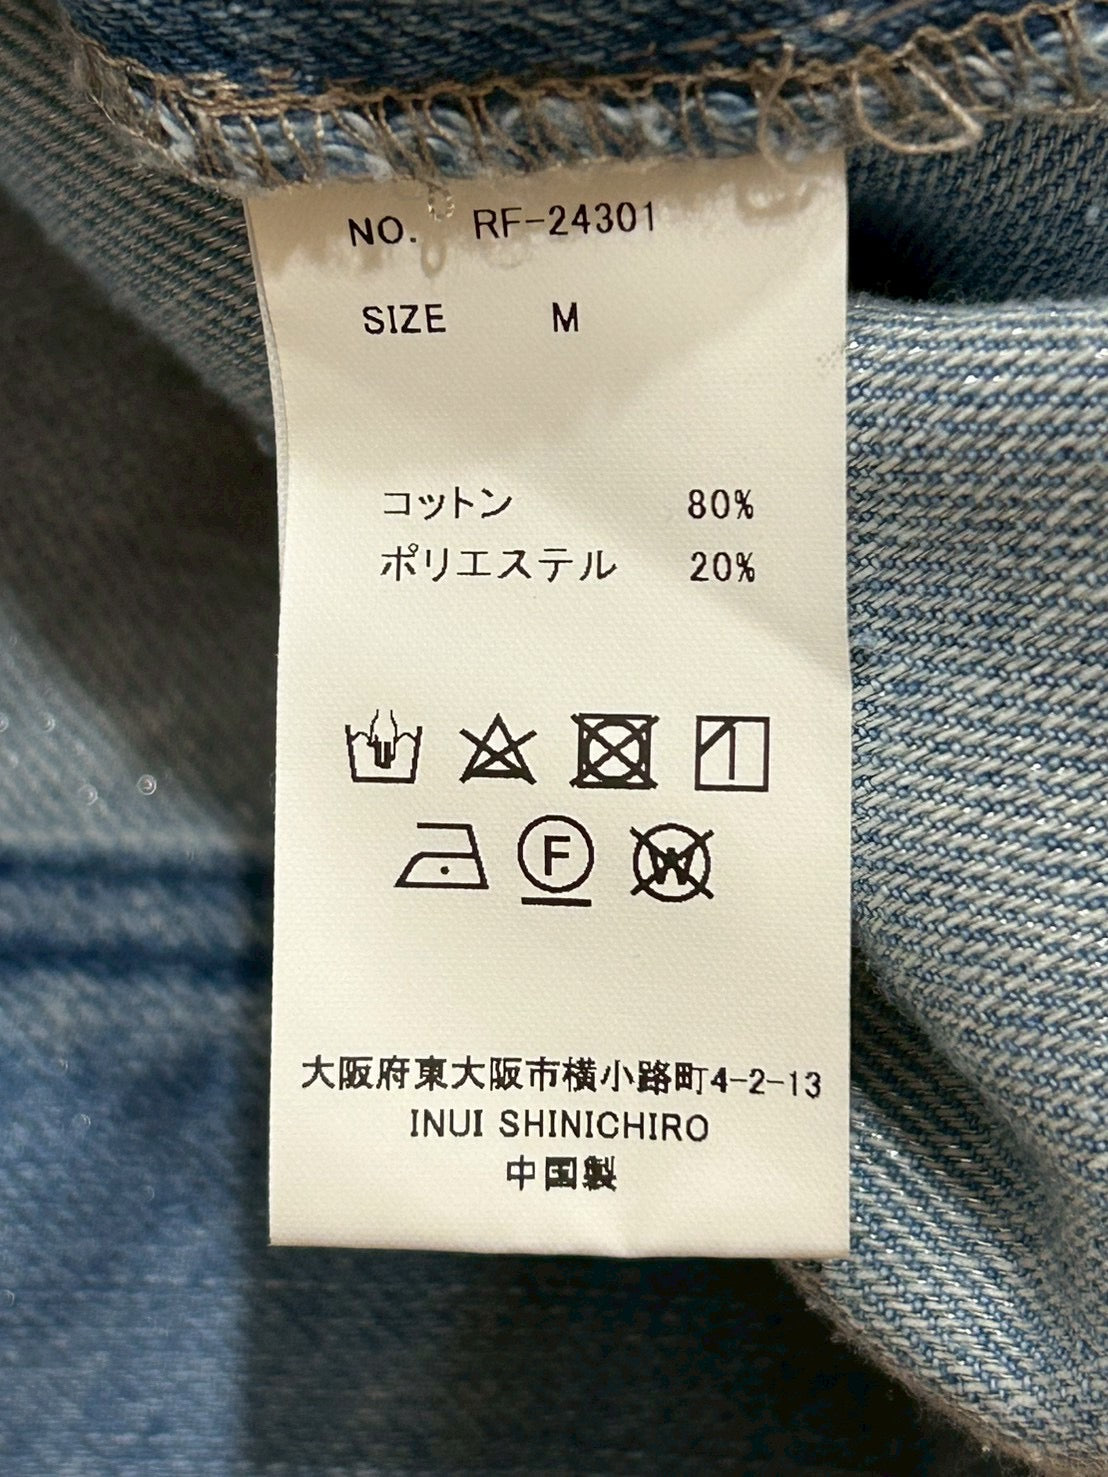 NO. RF-24301
SIZE M
コットン 80%
ポリエステル 20%
F
W
大阪府東大阪市横小路町4-2-13
INUI SHINICHIRO
中国製